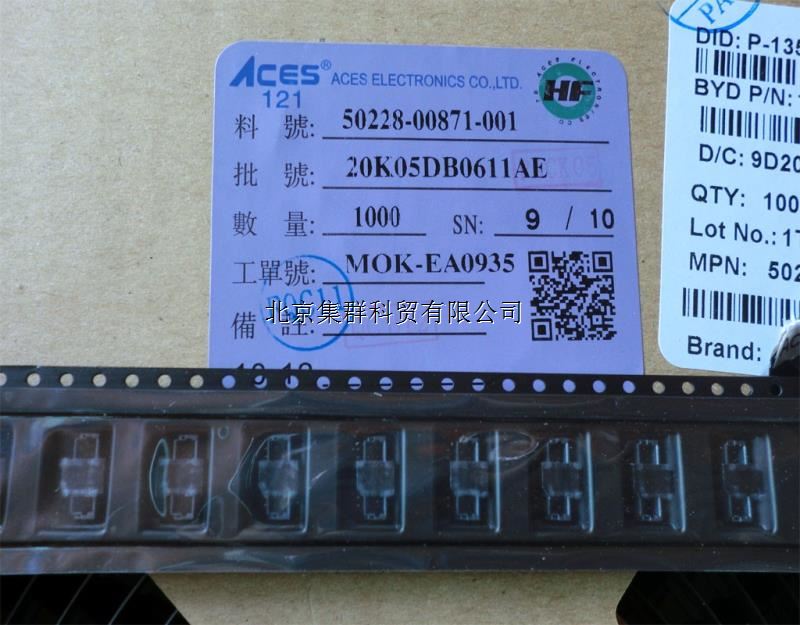 ACES® ACES ELECTRONICS CO.,LTD.
121
HF
料 號: 50228-00871-001
批 號: 20K05DB0611AE
數 量: 1000 SN: 9 / 10
工單號: MOK-EA0935
備 註:
北京集群科贸有限公司
PA
DID: P-135
BYD P/N:
D/C: 9D20
QTY: 100
Lot No.: 17
MPN: 502
Brand: